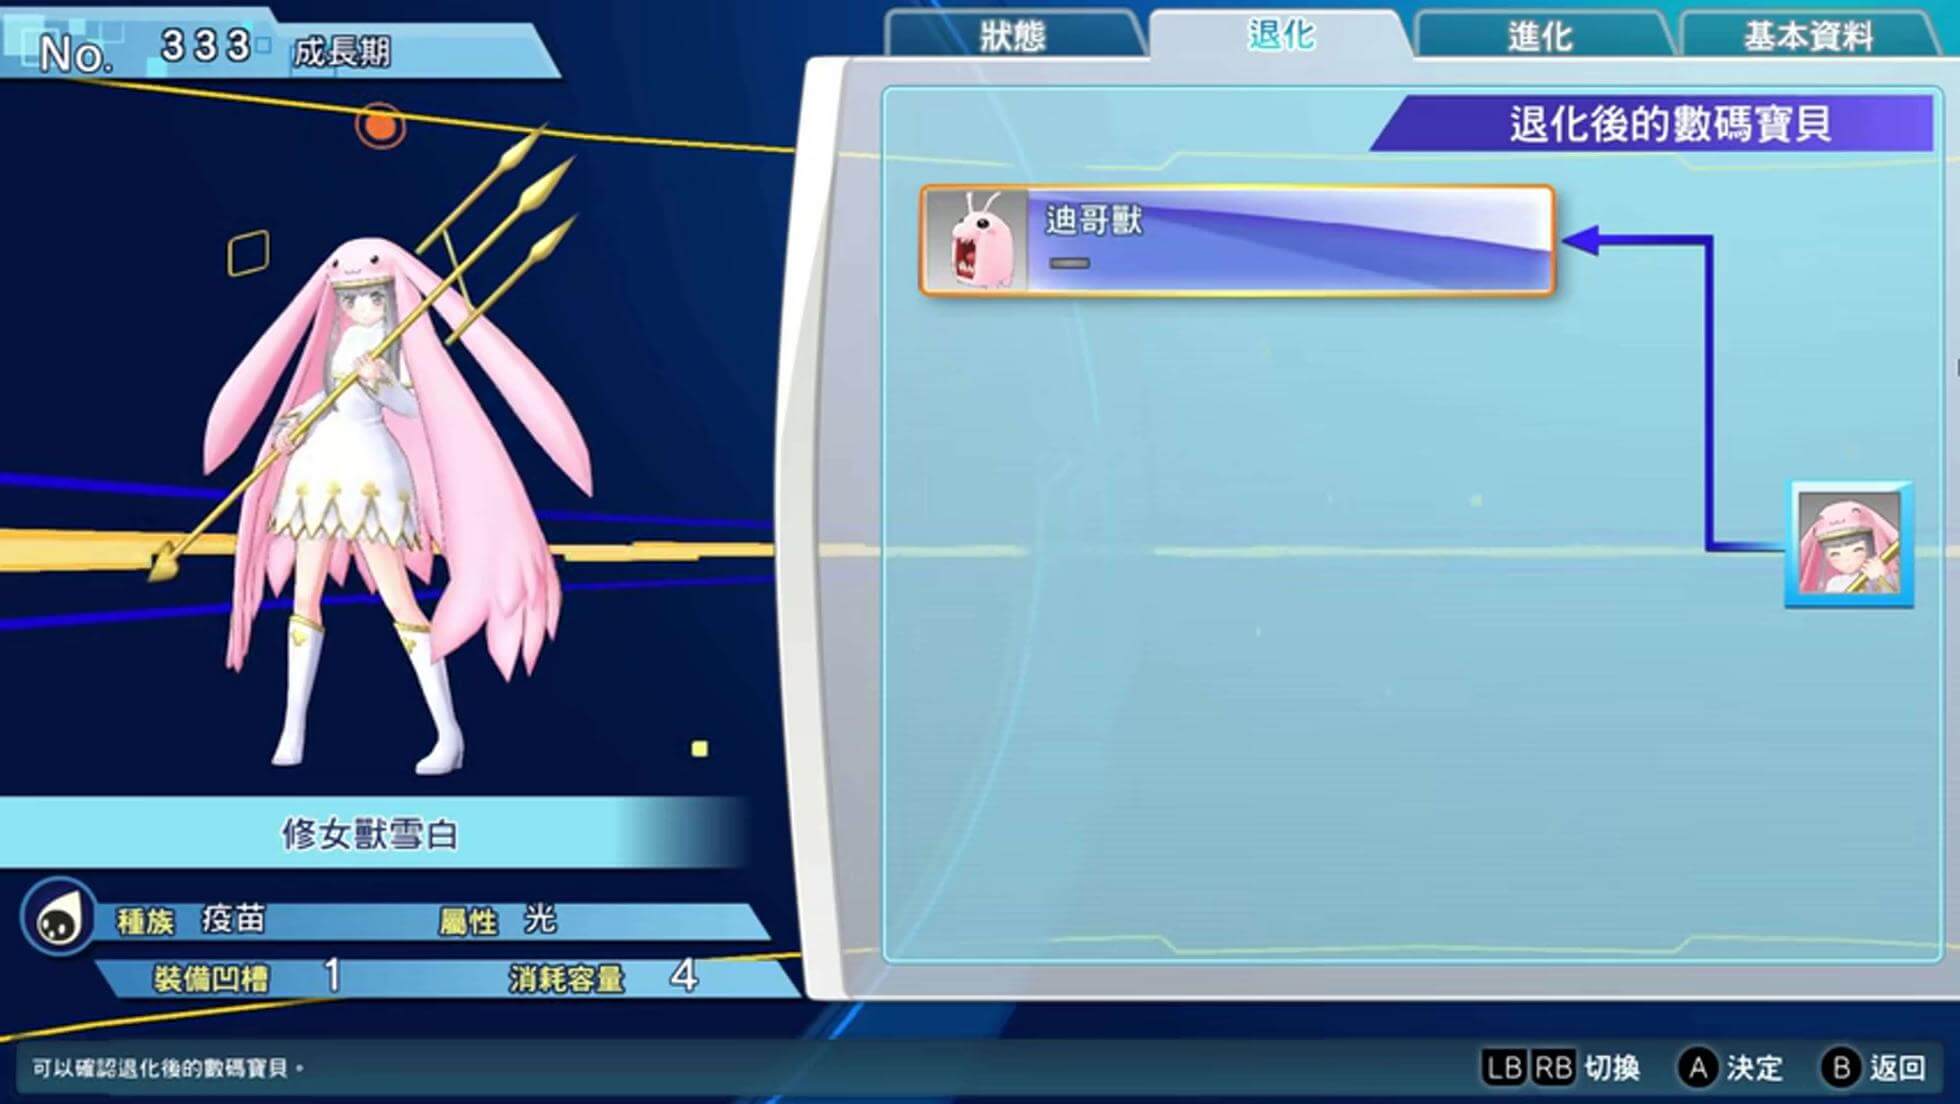 No. 333 成長期
狀態
退化
進化
基本資料
退化後的數碼寶貝
迪哥獸
修女獸雪白
種族 疫苗 屬性 光
裝備凹槽 1 消耗容量 4
可以確認退化後的數碼寶貝。
LB RB 切換 A 決定 B 返回